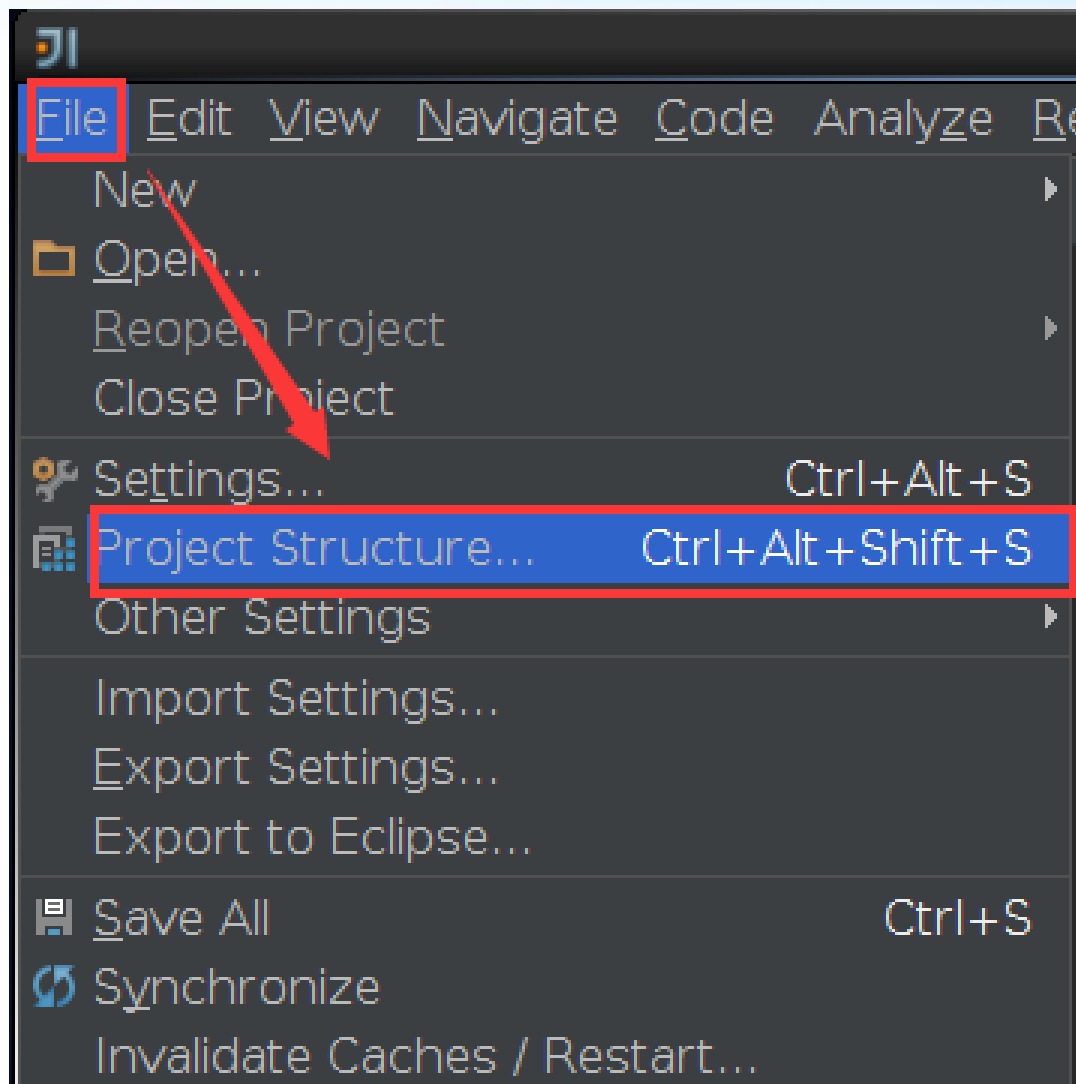 File Edit View Navigate Code Analyze
New
Open...
Reopen Project
Close Project
Settings... Ctrl+Alt+S
Project Structure... Ctrl+Alt+Shift+S
Other Settings
Import Settings...
Export Settings...
Export to Eclipse...
Save All Ctrl+S
Synchronize
Invalidate Caches / Restart...